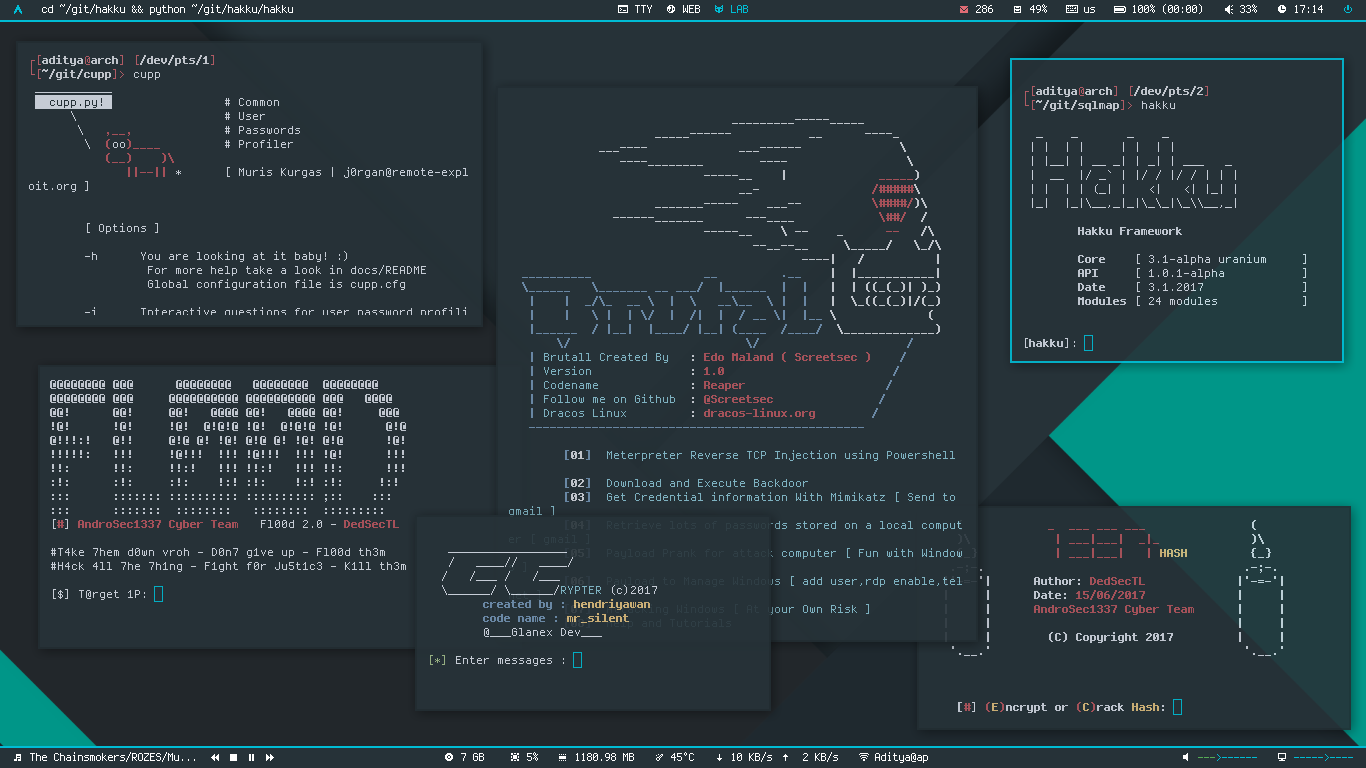 cd ~/git/hakku && python ~/git/hakku/hakku
TTY WEB LAB
286 49% us 100% (00:00) 33% 17:14
[aditya@arch] [/dev/pts/1]
[~/git/cupp]> cupp
cupp.py! # Common
# User
# Passwords
# Profiler
[ Muris Kurgas | j0rgan@remote-expl
oit.org ]
[ Options ]
-h You are looking at it baby! :)
For more help take a look in docs/README
Global configuration file is cupp.cfg
-i Interactive questions for user password profili
| Brutall Created By : Edo Maland ( Screetsec ) /
| Version : 1.0 /
| Codename : Reaper /
| Follow me on Github : @Screetsec /
| Dracos Linux : dracos-linux.org /
[01] Meterpreter Reverse TCP Injection using Powershell
[02] Download and Execute Backdoor
[03] Get Credential information With Mimikatz [ Send to
gmail ]
[04] Retrieve lots of passwords stored on a local comput
er [ gmail ]
[05] Payload Prank for attack computer [ Fun with Window
[06] Payload to Manage Windows [ add user,rdp enable,tel
Windows [ At your Own Risk ]
and Tutorials
[aditya@arch] [/dev/pts/2]
[~/git/sqlmap]> hakku
Hakku
Hakku Framework
Core [ 3.1-alpha uranium ]
API [ 1.0.1-alpha ]
Date [ 3.1.2017 ]
Modules [ 24 modules ]
[hakku]:
[#] AndroSec1337 Cyber Team Fl00d 2.0 - DedSecTL
#T4ke 7hem d0wn vroh - D0n7 g1ve up - Fl00d th3m
#H4ck 4ll 7he 7h1ng - F1ght f0r Ju5t1c3 - K1ll th3m
[$] T@rget 1P:
RYPTER (c)2017
created by : hendriyawan
code name : mr_silent
@___Glanex Dev___
[*] Enter messages :
HASH
Author: DedSecTL
Date: 15/06/2017
AndroSec1337 Cyber Team
(C) Copyright 2017
[#] (E)ncrypt or (C)rack Hash:
The Chainsmokers/ROZES/Mu...
7 GB 5% 1180.98 MB 45°C 10 KB/s 2 KB/s Aditya@ap
--->------ ----->----